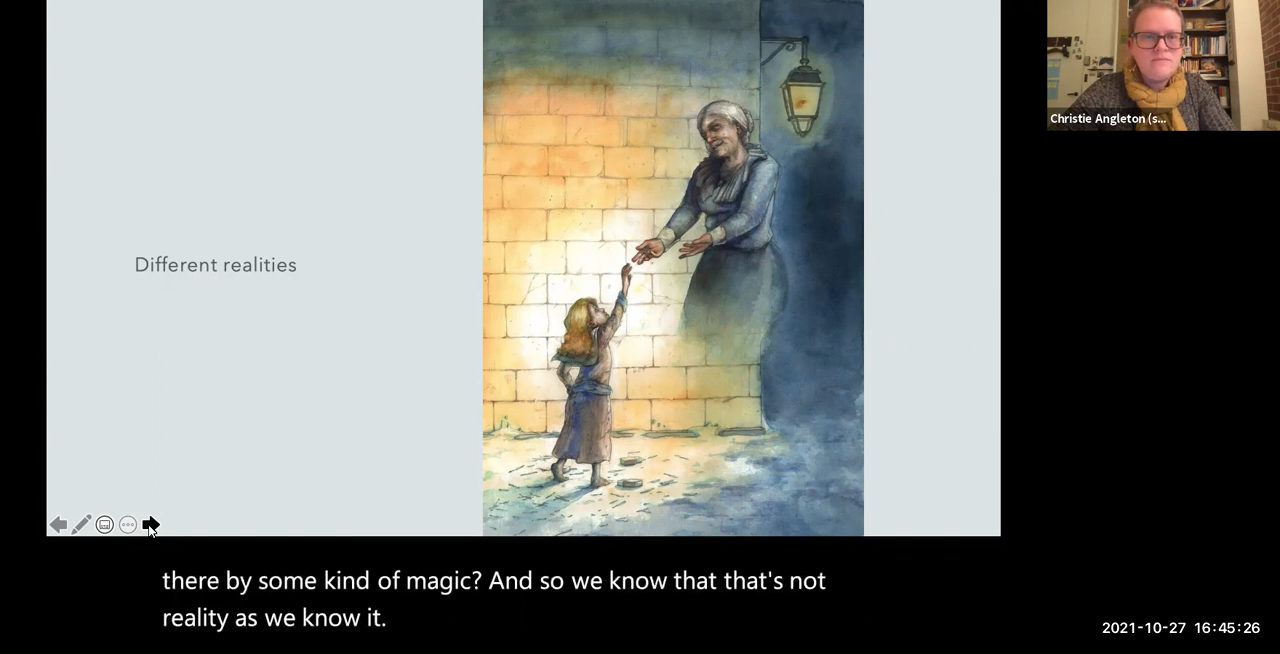 Christie Angleton (s...
Different realities
there by some kind of magic? And so we know that that's not
reality as we know it.
2021-10-27 16:45:26